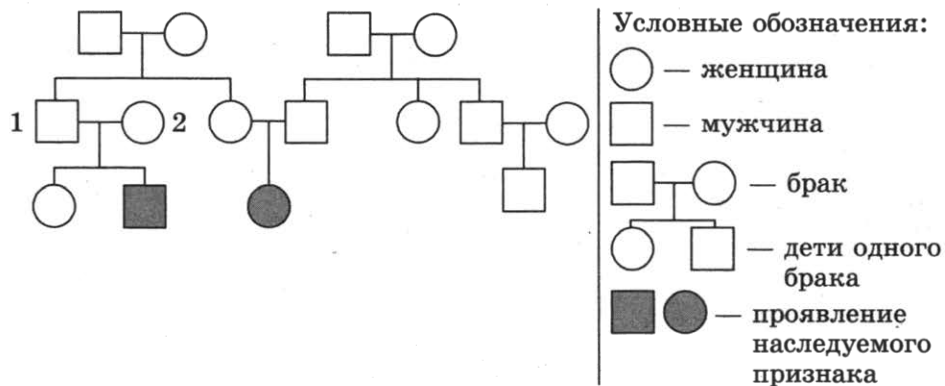 1
2
Условные обозначения:
— женщина
— мужчина
— брак
— дети одного
брака
— проявление
наследуемого
признака